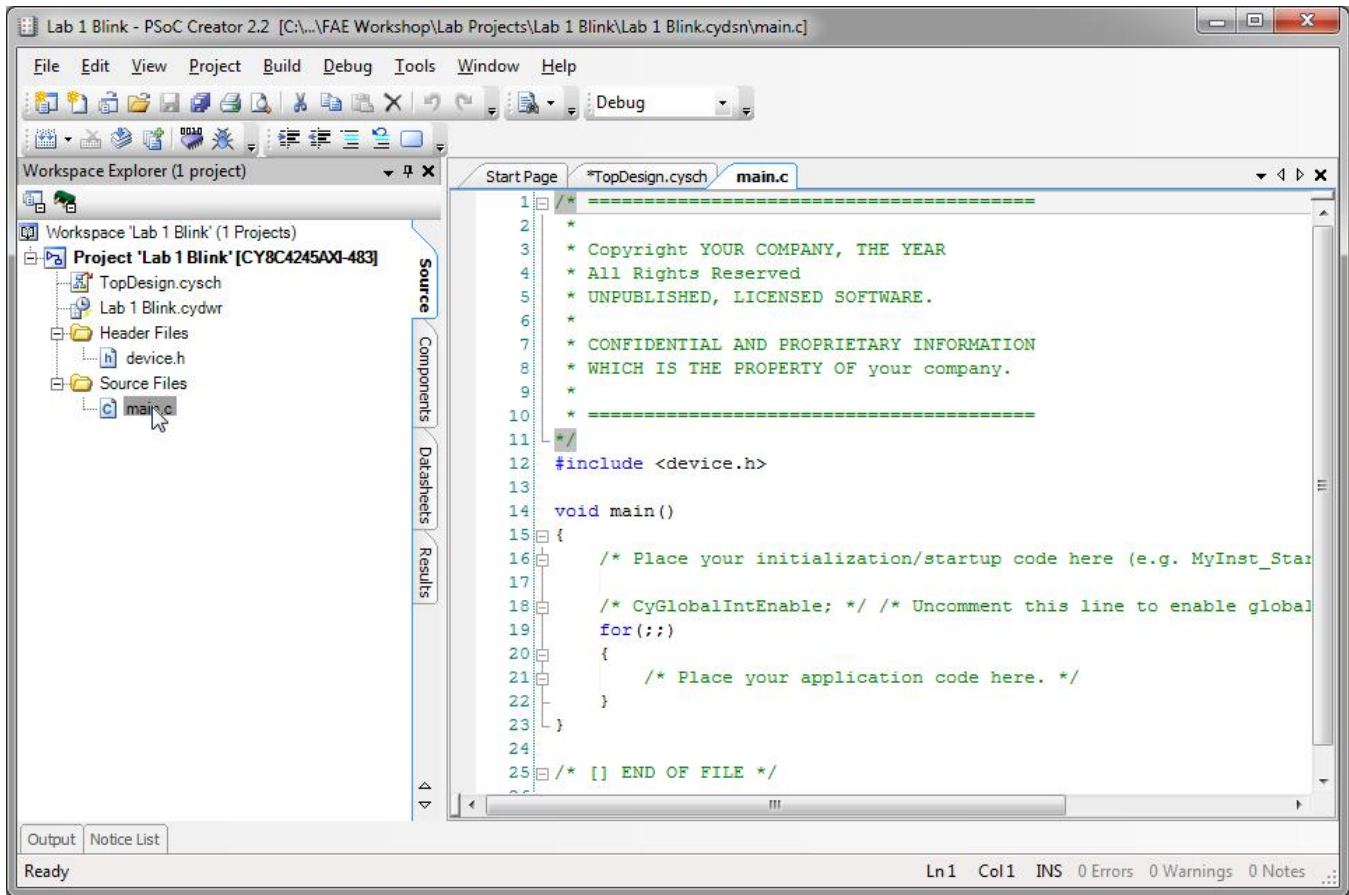 Lab 1 Blink - PSoC Creator 2.2 [C:\...\FAE Workshop\Lab Projects\Lab 1 Blink\Lab 1 Blink.cydsn\main.c]
File Edit View Project Build Debug Tools Window Help
Debug
Workspace Explorer (1 project)
Workspace 'Lab 1 Blink' (1 Projects)
Project 'Lab 1 Blink' [CY8C4245AXI-483]
TopDesign.cysch
Lab 1 Blink.cydwr
Header Files
device.h
Source Files
main.c
Source
Components
Datasheets
Results
Start Page *TopDesign.cysch main.c
1 /* ========================================
2 *
3 * Copyright YOUR COMPANY, THE YEAR
4 * All Rights Reserved
5 * UNPUBLISHED, LICENSED SOFTWARE.
6 *
7 * CONFIDENTIAL AND PROPRIETARY INFORMATION
8 * WHICH IS THE PROPERTY OF your company.
9 *
10 * ========================================
11 */
12 #include <device.h>
13
14 void main()
15 {
16 /* Place your initialization/startup code here (e.g. MyInst_Star
17
18 /* CyGlobalIntEnable; */ /* Uncomment this line to enable global
19 for(;;)
20 {
21 /* Place your application code here. */
22 }
23 }
24
25 /* [] END OF FILE */
Output Notice List
Ready Ln 1 Col 1 INS 0 Errors 0 Warnings 0 Notes